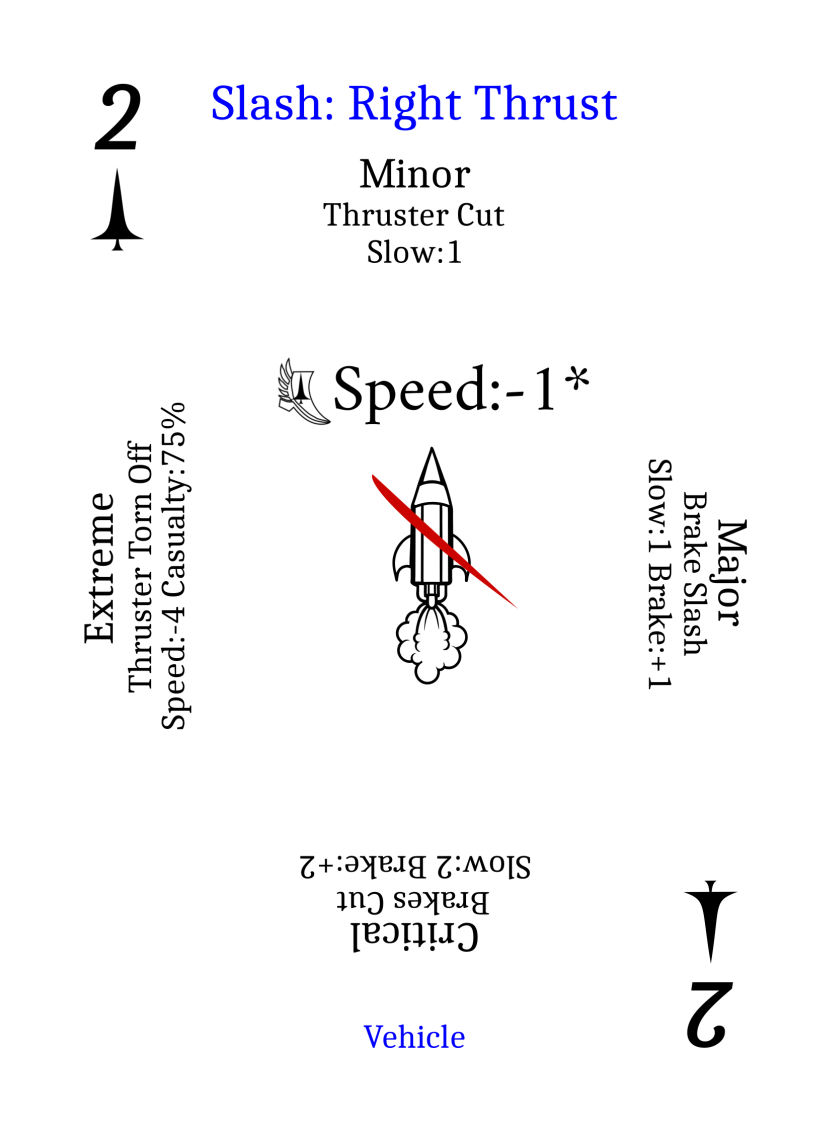 2
Slash: Right Thrust
Minor
Thruster Cut
Slow:1
Speed:-1*
Extreme
Thruster Torn Off
Speed:-4 Casualty:75%
Major
Brake Slash
Slow:1 Brake:+1
Critical
Brakes Cut
Slow:2 Brake:+2
Vehicle
2